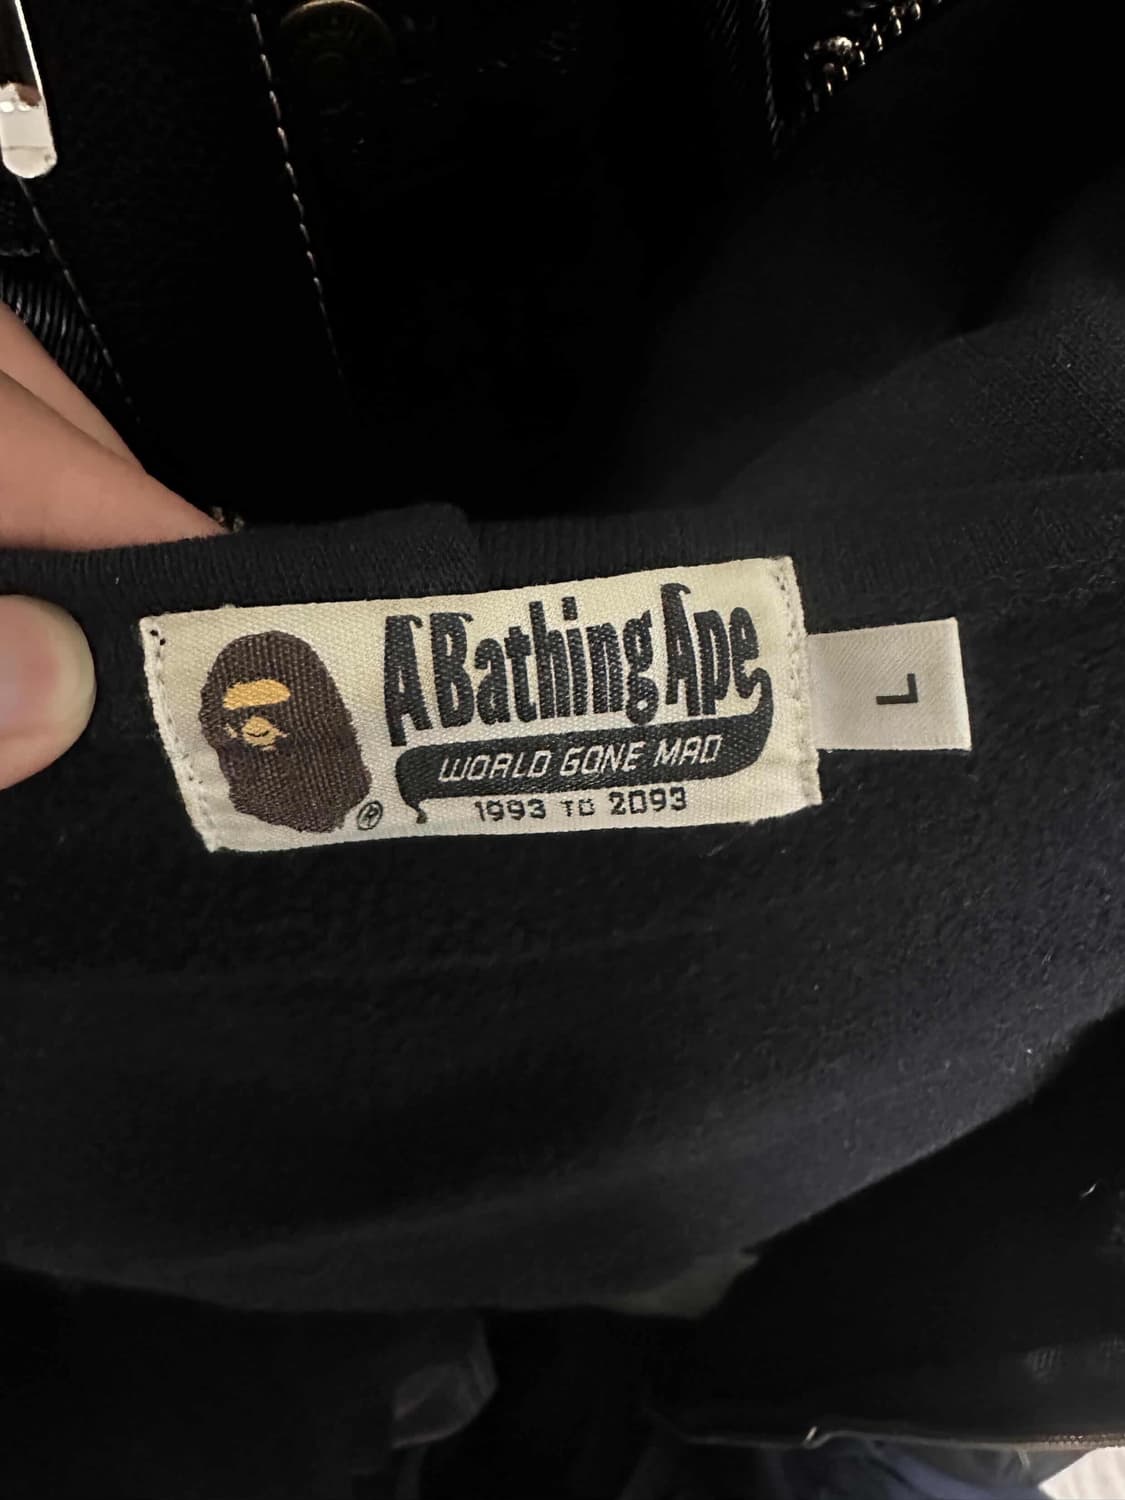 A Bathing Ape
WORLD GONE MAD
1993 TO 2093
®
L